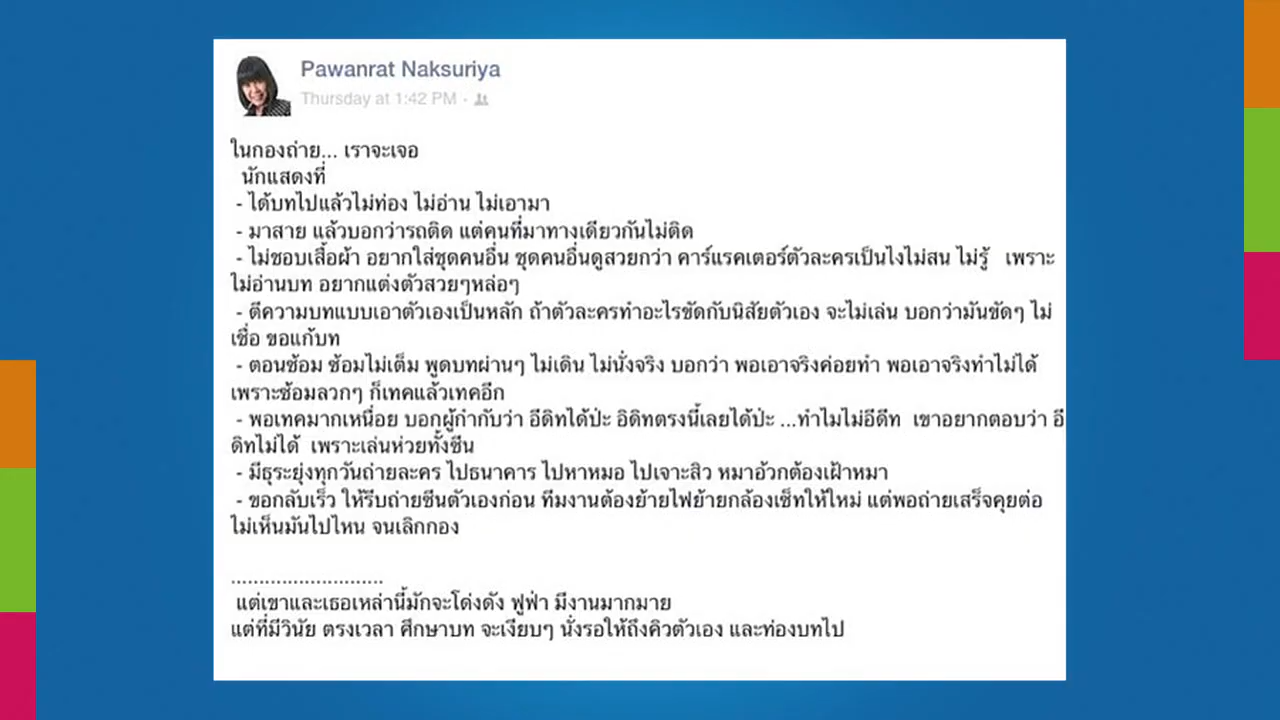 Pawanrat Naksuriya
Thursday at 1:42 PM ·
ในกองถ่าย... เราจะเจอ
นักแสดงที่
- ได้บทไปแล้วไม่ท่อง ไม่อ่าน ไม่เอามา
- มาสาย แล้วบอกว่ารถติด แต่คนที่มาทางเดียวกันไม่ติด
- ไม่ชอบเสื้อผ้า อยากใส่ชุดคนอื่น ชุดคนอื่นดูสวยกว่า คาร์แรคเตอร์ตัวละครเป็นไงไม่สน ไม่รู้ เพราะ
ไม่อ่านบท อยากแต่งตัวสวยๆหล่อๆ
- ตีความบทแบบเอาตัวเองเป็นหลัก ถ้าตัวละครทำอะไรขัดกับนิสัยตัวเอง จะไม่เล่น บอกว่ามันขัดๆ ไม่
เชื่อ ขอแก้บท
- ตอนซ้อม ซ้อมไม่เต็ม พูดบทผ่านๆ ไม่เดิน ไม่นั่งจริง บอกว่า พอเอาจริงค่อยทำ พอเอาจริงทำไม่ได้
เพราะซ้อมลวกๆ ก็เทคแล้วเทคอีก
- พอเทคมากเหนื่อย บอกผู้กำกับว่า อีดิทได้ป่ะ อิดิทตรงนี้เลยได้ป่ะ ...ทำไมไม่อีดีท เขาอยากตอบว่า อี
ดิทไม่ได้ เพราะเล่นห่วยทั้งซีน
- มีธุระยุ่งทุกวันถ่ายละคร ไปธนาคาร ไปหาหมอ ไปเจาะสิว หมาอ้วกต้องเฝ้าหมา
- ขอกลับเร็ว ให้รีบถ่ายซีนตัวเองก่อน ทีมงานต้องย้ายไฟย้ายกล้องเซ็ทให้ใหม่ แต่พอถ่ายเสร็จคุยต่อ
ไม่เห็นมันไปไหน จนเลิกกอง
...........................
แต่เขาและเธอเหล่านี้มักจะโด่งดัง ฟูฟ่า มีงานมากมาย
แต่ที่มีวินัย ตรงเวลา ศึกษาบท จะเงียบๆ นั่งรอให้ถึงคิวตัวเอง และท่องบทไป